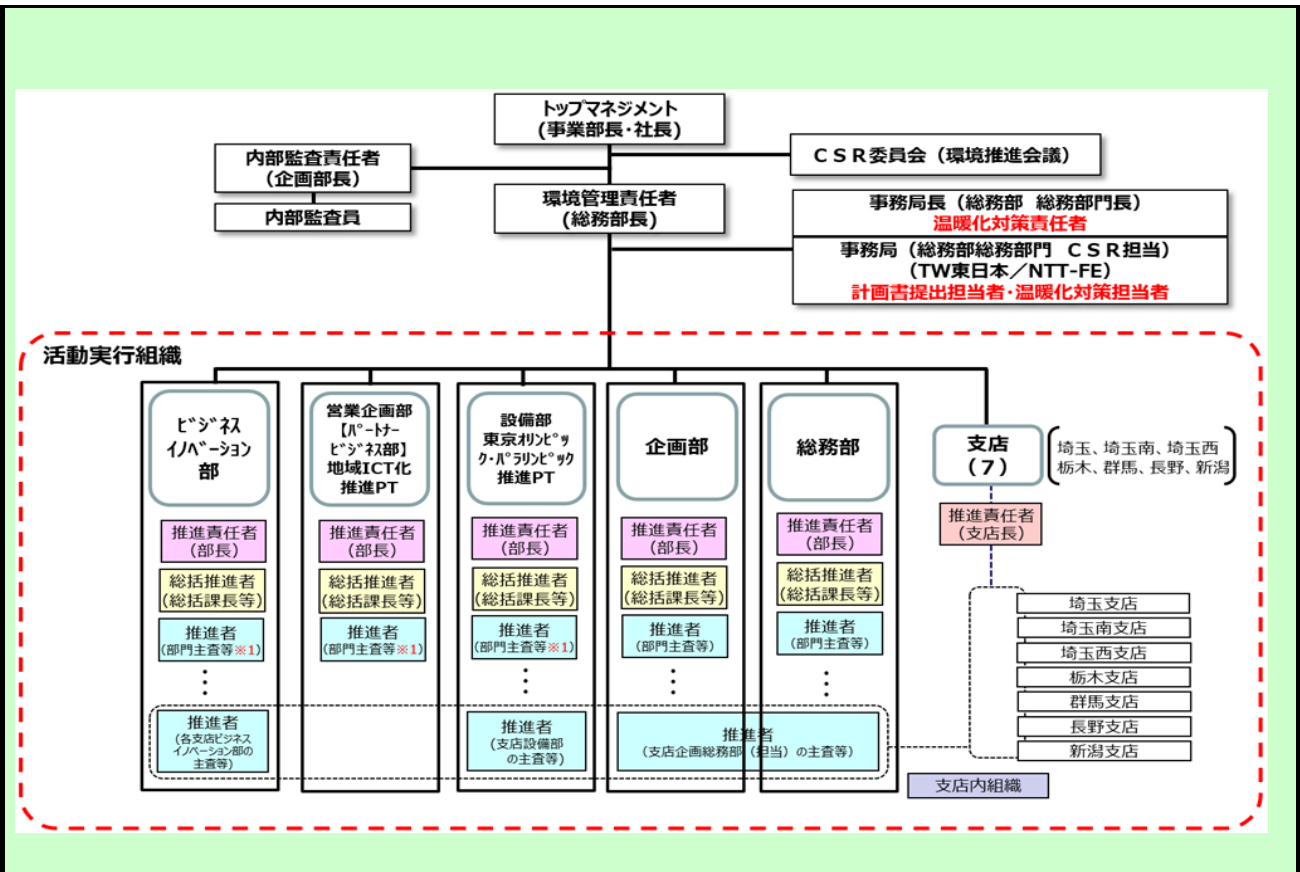 トップマネジメント
(事業部長・社長)
内部監査責任者
(企画部長)
内部監査員
ＣＳＲ委員会（環境推進会議）
環境管理責任者
(総務部長)
事務局長（総務部　総務部門長）
温暖化対策責任者
事務局（総務部総務部門　ＣＳＲ担当）
(TW東日本／NTT-FE)
計画書提出担当者・温暖化対策担当者
活動実行組織
ﾋﾞｼﾞﾈｽ
ｲﾉﾍﾞｰｼｮﾝ
部
営業企画部
【ﾊﾟｰﾄﾅｰ
ﾋﾞｼﾞﾈｽ部】
地域ICT化
推進PT
設備部
東京ｵﾘﾝﾋﾟｯ
ｸ・ﾊﾟﾗﾘﾝﾋﾟｯｸ
推進PT
企画部
総務部
支店
（７）
埼玉、埼玉南、埼玉西
栃木、群馬、長野、新潟
推進責任者
(部長)
総括推進者
(総括課長等)
推進者
(部門主査等※1)
⋮
推進者
(各支店ビジネス
イノベーション部の
主査等)
推進責任者
(部長)
総括推進者
(総括課長等)
推進者
(部門主査等※1)
推進責任者
(部長)
総括推進者
(総括課長等)
推進者
(部門主査等※1)
⋮
推進者
(支店設備部
の主査等)
推進責任者
(部長)
総括推進者
(総括課長等)
推進者
(部門主査等)
⋮
推進責任者
(部長)
総括推進者
(総括課長等)
推進者
(部門主査等)
⋮
推進者
(支店企画総務部（担当）の主査等)
推進責任者
(支店長)
埼玉支店
埼玉南支店
埼玉西支店
栃木支店
群馬支店
長野支店
新潟支店
支店内組織